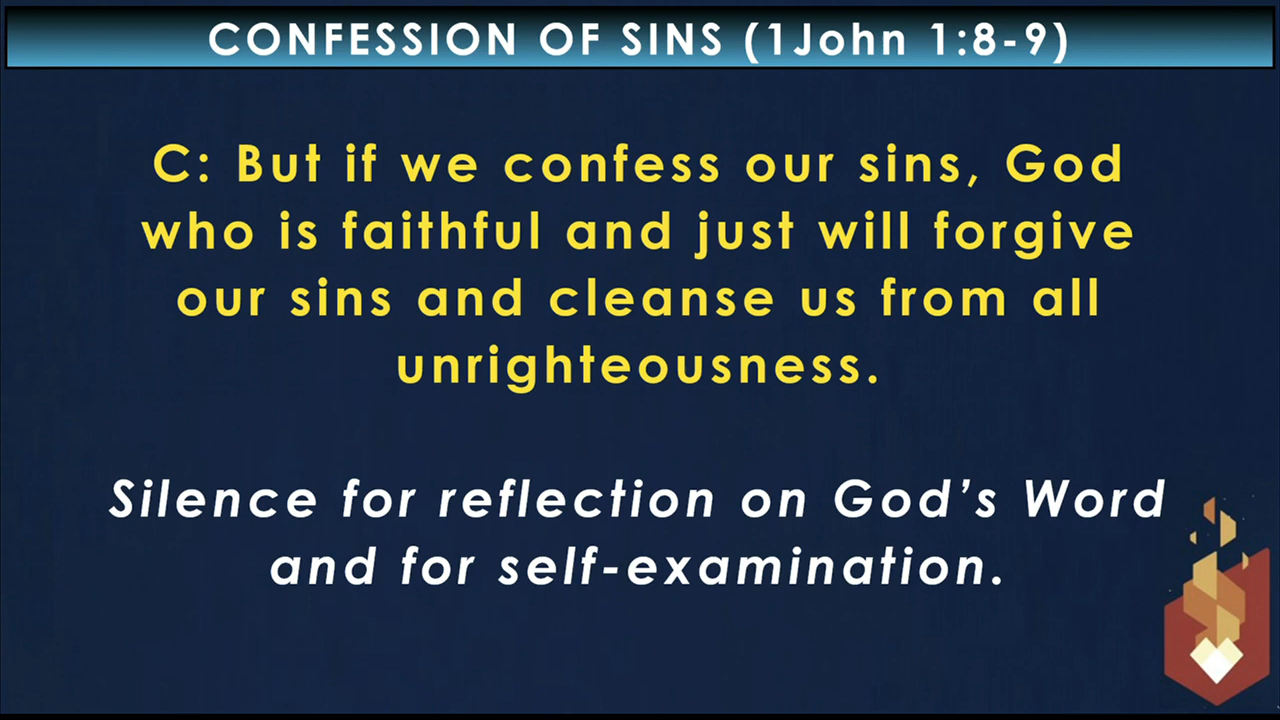 CONFESSION OF SINS (1John 1:8-9)
C: But if we confess our sins, God
who is faithful and just will forgive
our sins and cleanse us from all
unrighteousness.
Silence for reflection on God’s Word
and for self-examination.